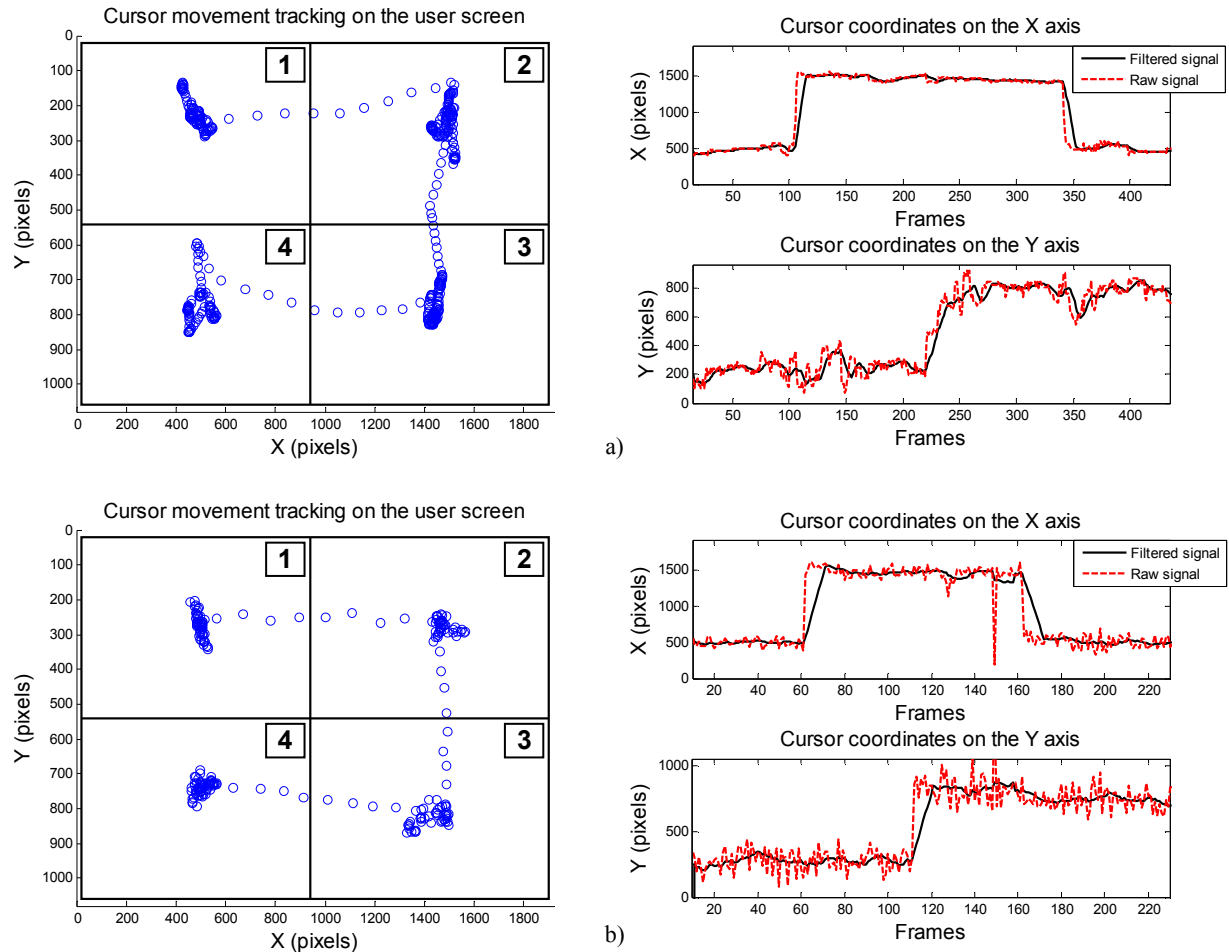 Cursor movement tracking on the user screen
0
100
200
300
400
500
600
700
800
900
1000
Y (pixels)
1
2
4
3
0 200 400 600 800 1000 1200 1400 1600 1800
X (pixels)
Cursor coordinates on the X axis
Filtered signal
Raw signal
1500
1000
500
0
X (pixels)
50 100 150 200 250 300 350 400
Frames
Cursor coordinates on the Y axis
800
600
400
200
0
Y (pixels)
50 100 150 200 250 300 350 400
Frames
a)
Cursor movement tracking on the user screen
0
100
200
300
400
500
600
700
800
900
1000
Y (pixels)
1
2
4
3
0 200 400 600 800 1000 1200 1400 1600 1800
X (pixels)
Cursor coordinates on the X axis
Filtered signal
Raw signal
1500
1000
500
0
X (pixels)
20 40 60 80 100 120 140 160 180 200 220
Frames
Cursor coordinates on the Y axis
1000
500
0
Y (pixels)
20 40 60 80 100 120 140 160 180 200 220
Frames
b)